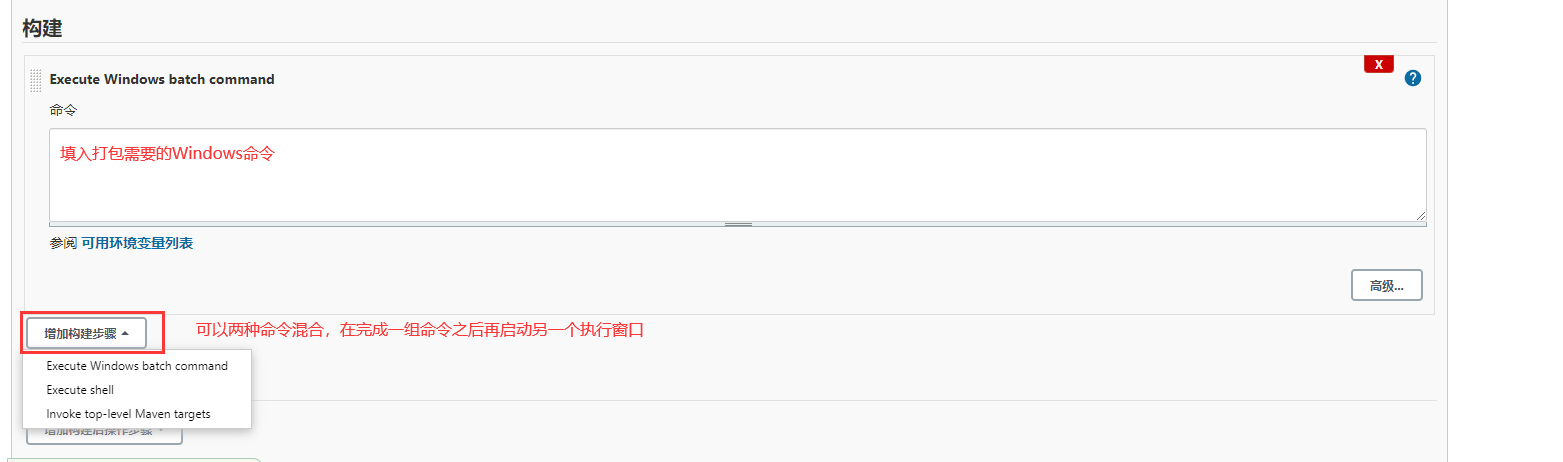 构建
Execute Windows batch command
X
?
命令
填入打包需要的Windows命令
参阅 可用环境变量列表
高级...
增加构建步骤
可以两种命令混合，在完成一组命令之后再启动另一个执行窗口
Execute Windows batch command
Execute shell
Invoke top-level Maven targets
增加构建后操作步骤